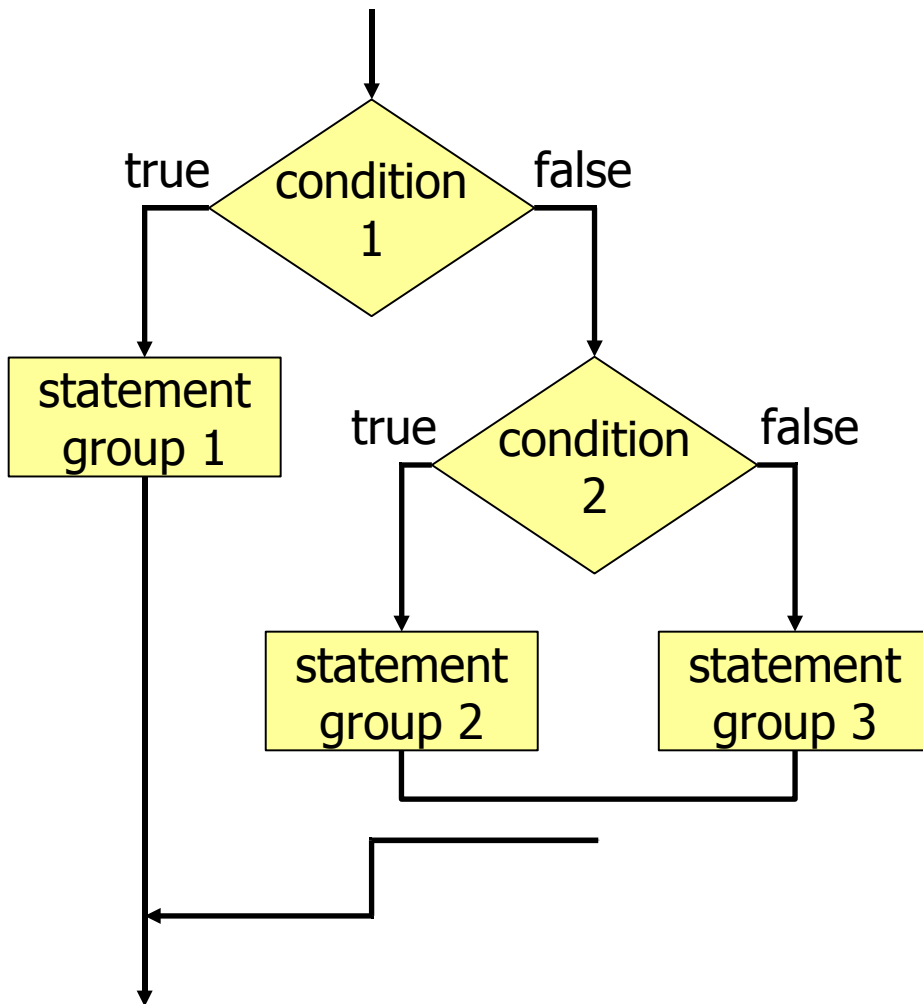 true
false
condition
1
statement
group 1
true
false
condition
2
statement
group 2
statement
group 3